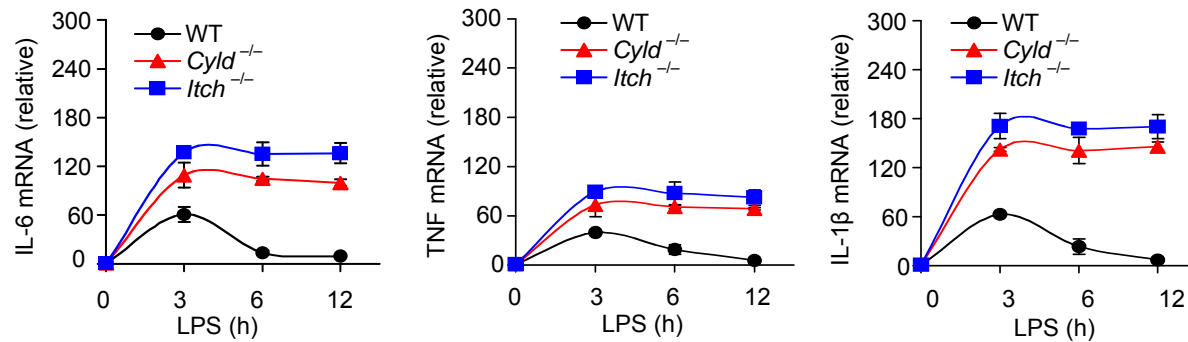 IL-6 mRNA (relative)
300
240
180
120
60
0
WT
Cyld –/–
Itch –/–
0 3 6 12
LPS (h)
TNF mRNA (relative)
300
240
180
120
60
0
WT
Cyld –/–
Itch –/–
0 3 6 12
LPS (h)
IL-1β mRNA (relative)
300
240
180
120
60
0
WT
Cyld –/–
Itch –/–
0 3 6 12
LPS (h)